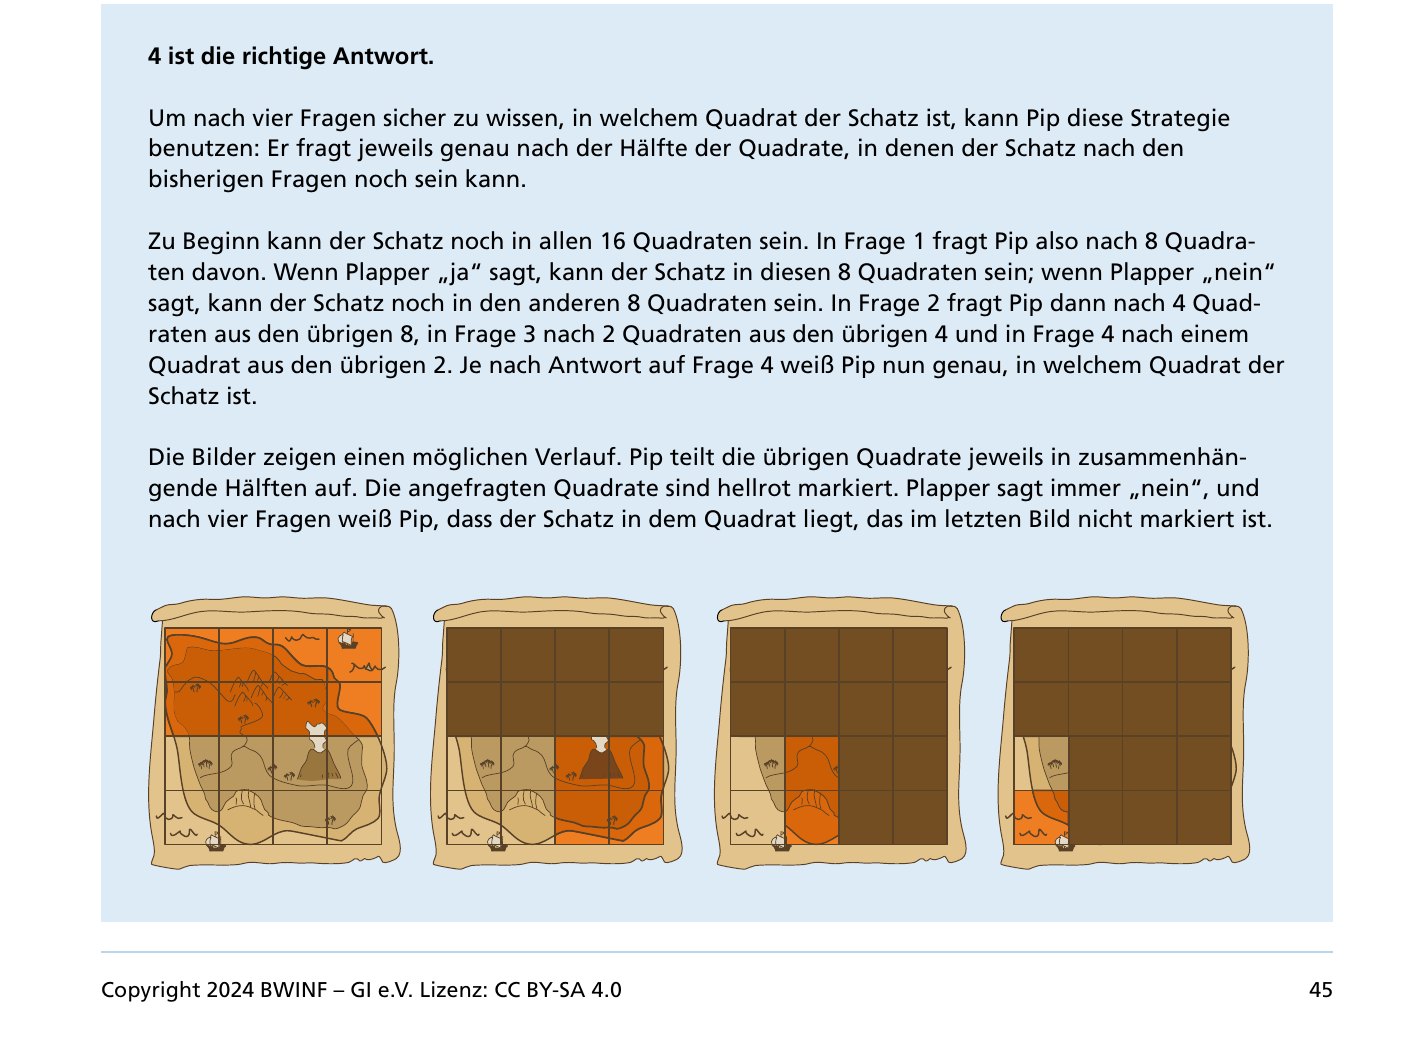 4 ist die richtige Antwort.
Um nach vier Fragen sicher zu wissen, in welchem Quadrat der Schatz ist, kann Pip diese Strategie
benutzen: Er fragt jeweils genau nach der Hälfte der Quadrate, in denen der Schatz nach den
bisherigen Fragen noch sein kann.
Zu Beginn kann der Schatz noch in allen 16 Quadraten sein. In Frage 1 fragt Pip also nach 8 Quadra-
ten davon. Wenn Plapper „ja“ sagt, kann der Schatz in diesen 8 Quadraten sein; wenn Plapper „nein“
sagt, kann der Schatz noch in den anderen 8 Quadraten sein. In Frage 2 fragt Pip dann nach 4 Quad-
raten aus den übrigen 8, in Frage 3 nach 2 Quadraten aus den übrigen 4 und in Frage 4 nach einem
Quadrat aus den übrigen 2. Je nach Antwort auf Frage 4 weiß Pip nun genau, in welchem Quadrat der
Schatz ist.
Die Bilder zeigen einen möglichen Verlauf. Pip teilt die übrigen Quadrate jeweils in zusammenhän-
gende Hälften auf. Die angefragten Quadrate sind hellrot markiert. Plapper sagt immer „nein“, und
nach vier Fragen weiß Pip, dass der Schatz in dem Quadrat liegt, das im letzten Bild nicht markiert ist.
Copyright 2024 BWINF – GI e.V. Lizenz: CC BY-SA 4.0
45